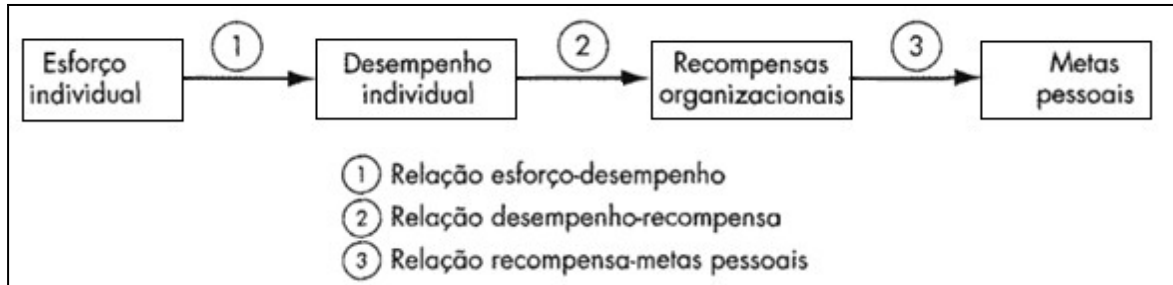 1
2
3
Esforço
individual
Desempenho
individual
Recompensas
organizacionais
Metas
pessoais
1 Relação esforço-desempenho
2 Relação desempenho-recompensa
3 Relação recompensa-metas pessoais